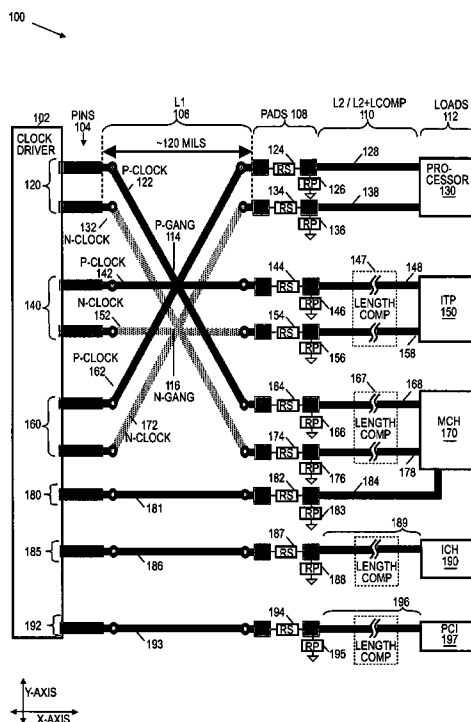 100
102
CLOCK
DRIVER
PINS
104
L1
106
PADS 108
L2 / L2+LCOMP
110
LOADS
112
~120 MILS
120
P-CLOCK
122
124
RS
RP
126
128
PRO-
CESSOR
130
132
N-CLOCK
134
RS
RP
136
138
P-GANG
114
P-CLOCK
142
140
N-CLOCK
152
144
RS
RP
146
147
LENGTH
COMP
148
ITP
150
154
RS
RP
156
158
P-CLOCK
162
116
N-GANG
160
172
N-CLOCK
164
RS
RP
166
167
LENGTH
COMP
168
MCH
170
174
RS
RP
176
178
180
181
182
RS
RP
183
184
185
186
187
RS
RP
188
189
LENGTH
COMP
ICH
190
192
193
194
RS
RP
195
196
LENGTH
COMP
PCI
197
Y-AXIS
X-AXIS